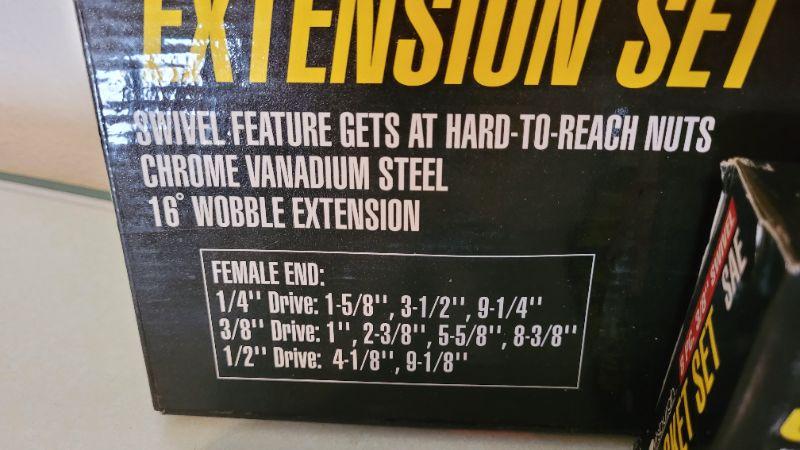 EXTENSION SET
SWIVEL FEATURE GETS AT HARD-TO-REACH NUTS
CHROME VANADIUM STEEL
16° WOBBLE EXTENSION
FEMALE END:
1/4'' Drive: 1-5/8'', 3-1/2'', 9-1/4''
3/8'' Drive: 1'', 2-3/8'', 5-5/8'', 8-3/8''
1/2'' Drive: 4-1/8'', 9-1/8''
SAE
SET